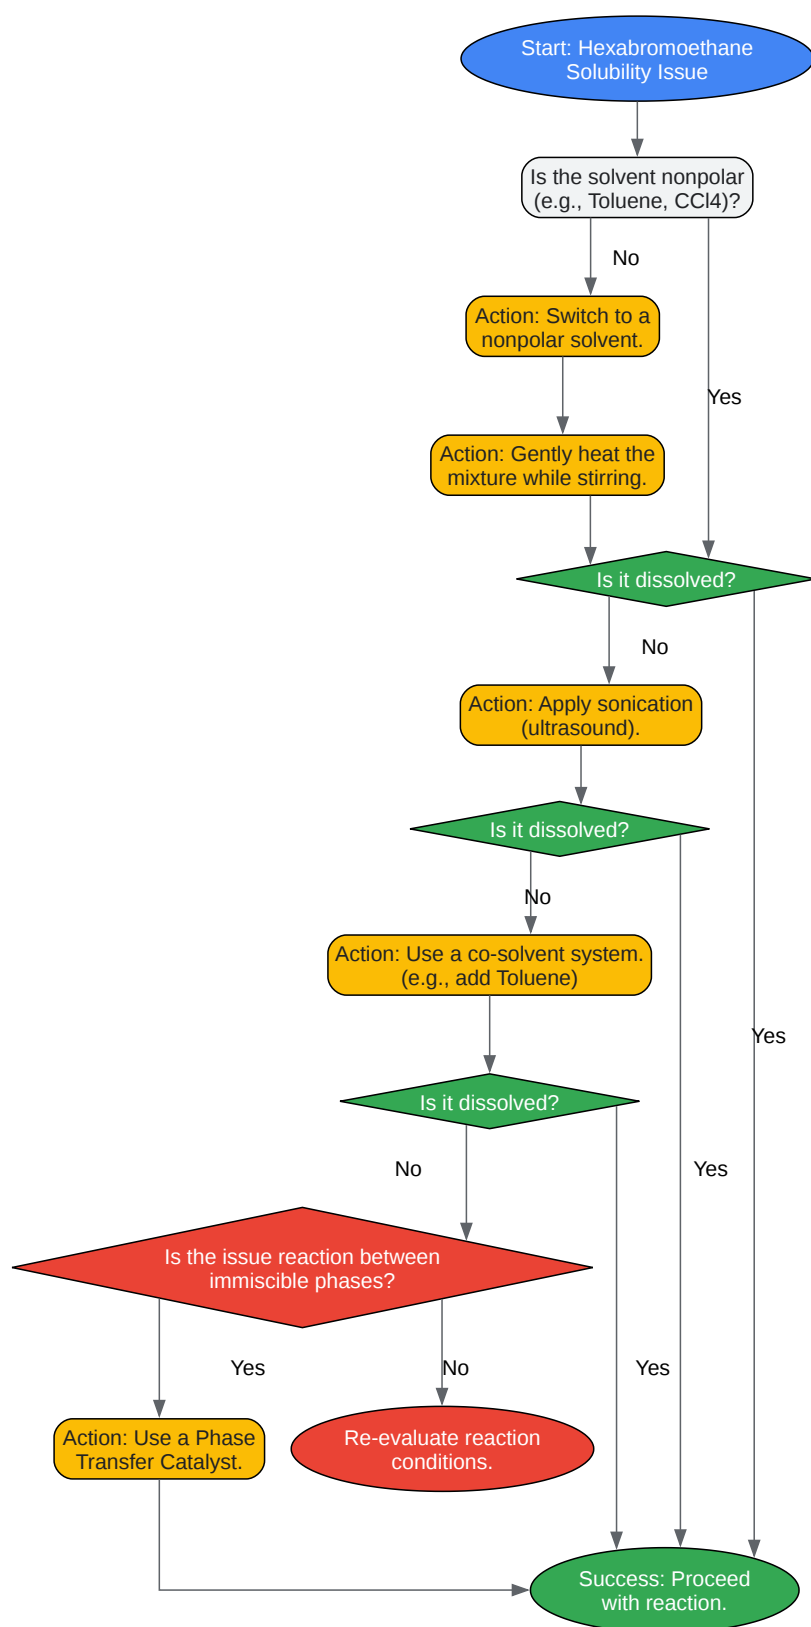 Start: Hexabromoethane
Solubility Issue
Is the solvent nonpolar
(e.g., Toluene, CCl4)?
No
Action: Switch to a
nonpolar solvent.
Yes
Action: Gently heat the
mixture while stirring.
Is it dissolved?
No
Action: Apply sonication
(ultrasound).
Is it dissolved?
No
Action: Use a co-solvent system.
(e.g., add Toluene)
Yes
Is it dissolved?
No
Yes
Is the issue reaction between
immiscible phases?
Yes
No
Yes
Action: Use a Phase
Transfer Catalyst.
Re-evaluate reaction
conditions.
Success: Proceed
with reaction.